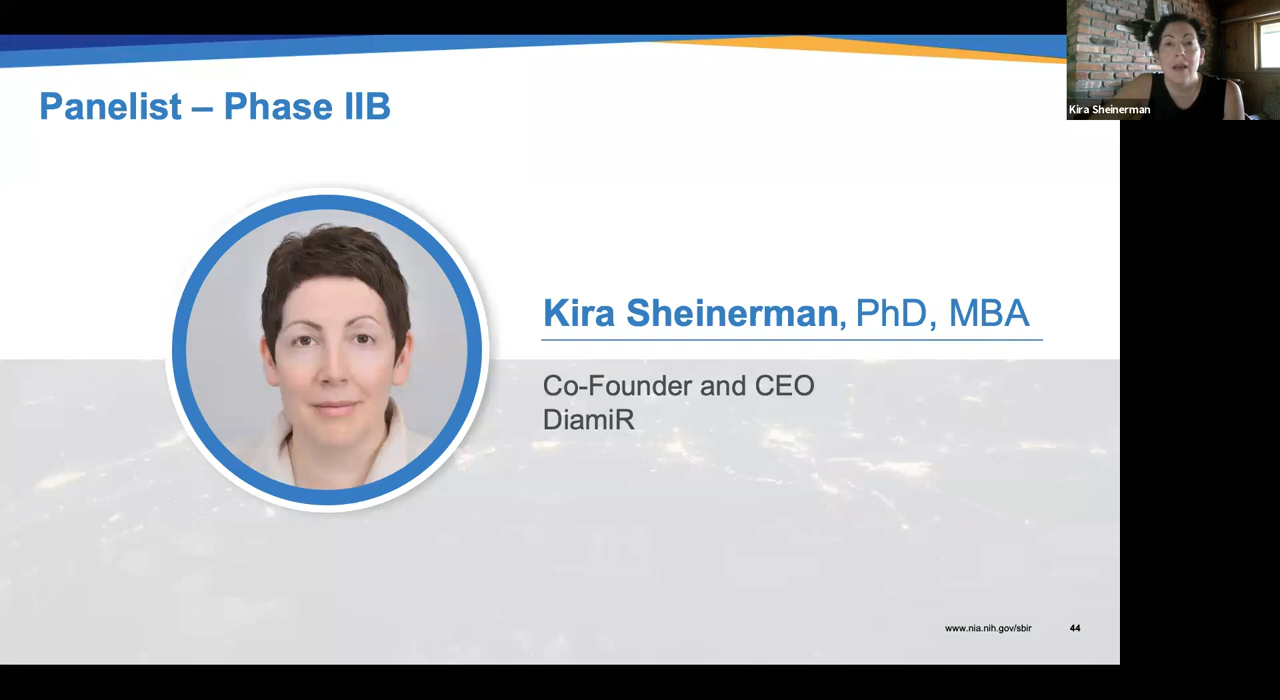 Panelist – Phase IIB
Kira Sheinerman
Kira Sheinerman, PhD, MBA
Co-Founder and CEO
DiamiR
www.nia.nih.gov/sbir 44